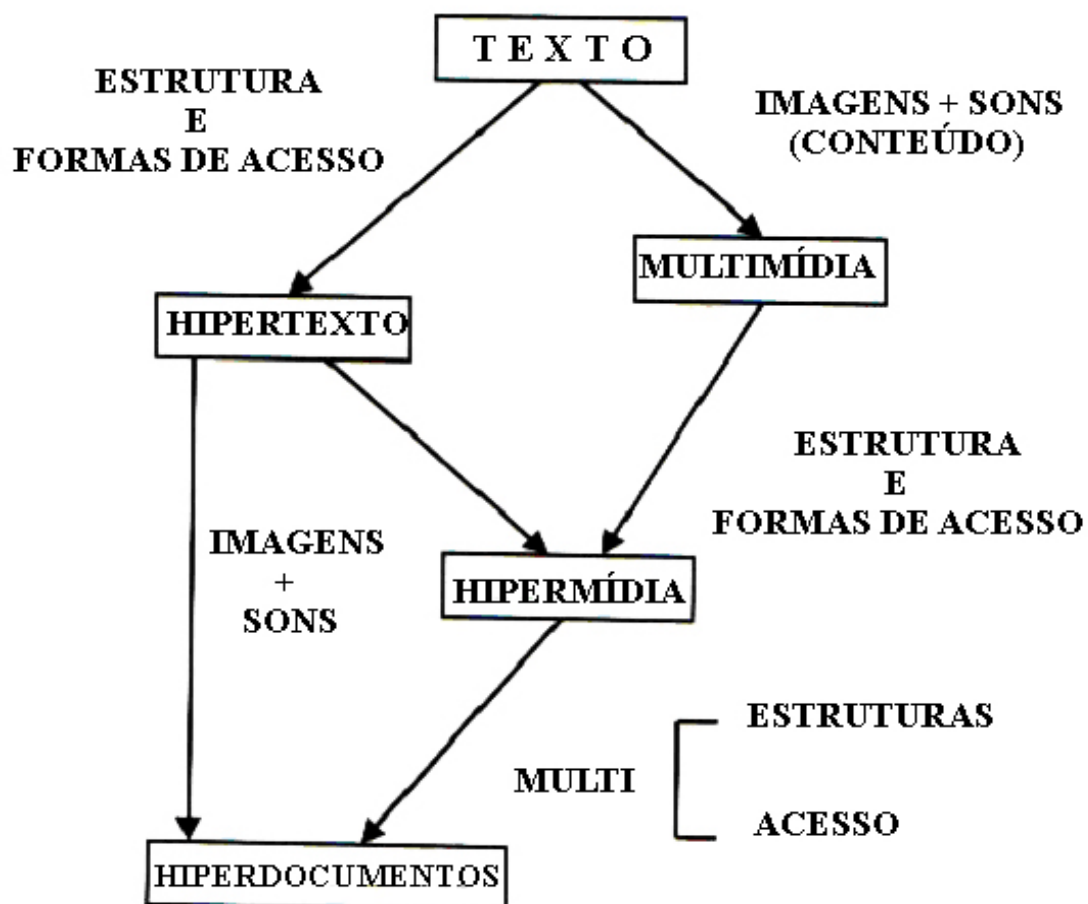 T E X T O
ESTRUTURA
E
FORMAS DE ACESSO
IMAGENS + SONS
(CONTEÚDO)
MULTIMÍDIA
HIPERTEXTO
ESTRUTURA
E
FORMAS DE ACESSO
IMAGENS
+
SONS
HIPERMÍDIA
MULTI
ESTRUTURAS
ACESSO
HIPERDOCUMENTOS